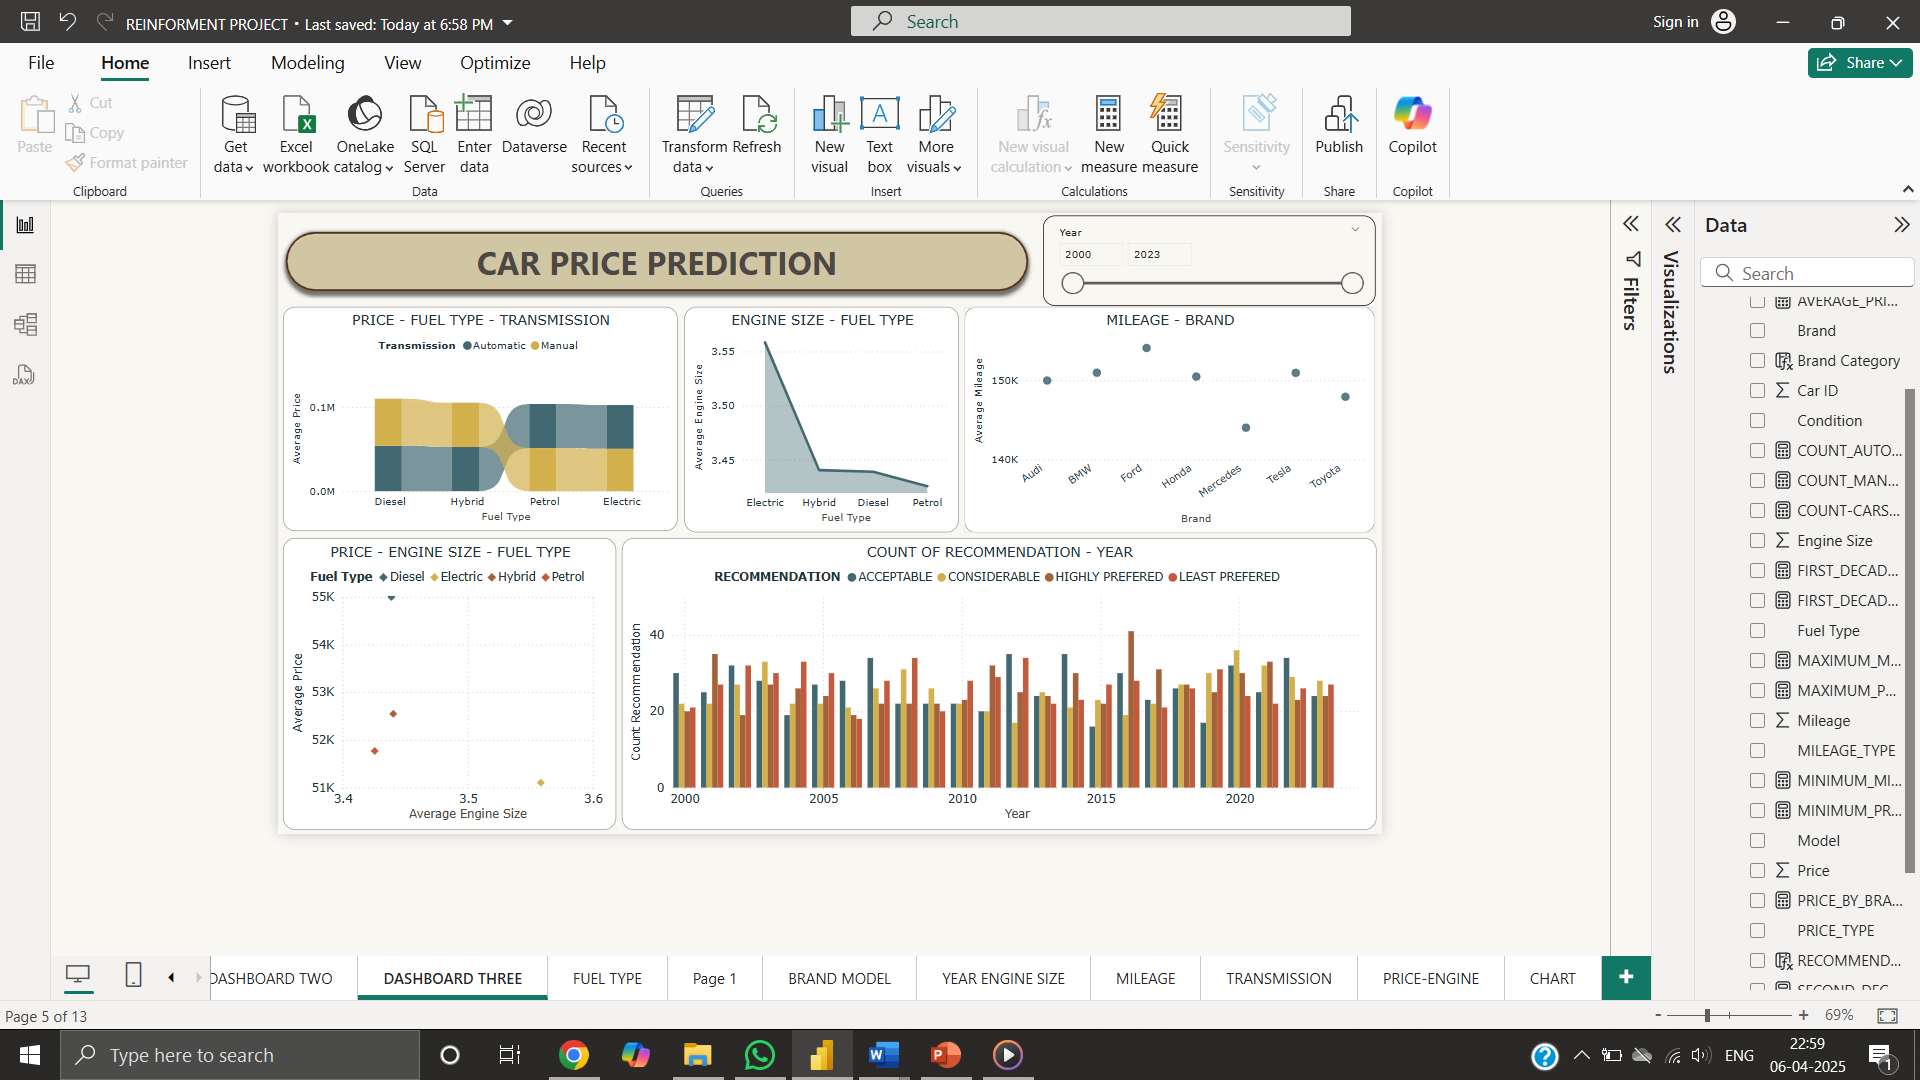 REINFORMENT PROJECT • Last saved: Today at 6:58 PM
Search
Sign in
File Home Insert Modeling View Optimize Help
Share
Paste
Cut
Copy
Format painter
Clipboard
Get data
Excel workbook
OneLake catalog
SQL Server
Enter data
Dataverse
Recent sources
Data
Transform data
Refresh
Queries
New visual
Text box
More visuals
Insert
New visual calculation
New measure
Quick measure
Calculations
Sensitivity
Sensitivity
Publish
Share
Copilot
Copilot
CAR PRICE PREDICTION
Year
2000 2023
PRICE - FUEL TYPE - TRANSMISSION
Transmission Automatic Manual
Average Price
0.1M
0.0M
Diesel Hybrid Petrol Electric
Fuel Type
ENGINE SIZE - FUEL TYPE
Average Engine Size
3.55
3.50
3.45
Electric Hybrid Diesel Petrol
Fuel Type
MILEAGE - BRAND
Average Mileage
150K
140K
Audi BMW Ford Honda Mercedes Tesla Toyota
Brand
PRICE - ENGINE SIZE - FUEL TYPE
Fuel Type Diesel Electric Hybrid Petrol
Average Price
55K
54K
53K
52K
51K
3.4 3.5 3.6
Average Engine Size
COUNT OF RECOMMENDATION - YEAR
RECOMMENDATION ACCEPTABLE CONSIDERABLE HIGHLY PREFERED LEAST PREFERED
Count Recommendation
40
20
0
2000 2005 2010 2015 2020
Year
Filters
Visualizations
Data
Search
AVERAGE_PRI...
Brand
Brand Category
Car ID
Condition
COUNT_AUTO...
COUNT_MAN...
COUNT-CARS...
Engine Size
FIRST_DECAD...
FIRST_DECAD...
Fuel Type
MAXIMUM_M...
MAXIMUM_P...
Mileage
MILEAGE_TYPE
MINIMUM_MI...
MINIMUM_PR...
Model
Price
PRICE_BY_BRA...
PRICE_TYPE
RECOMMEND...
SECOND_DEC...
DASHBOARD TWO DASHBOARD THREE FUEL TYPE Page 1 BRAND MODEL YEAR ENGINE SIZE MILEAGE TRANSMISSION PRICE-ENGINE CHART
Page 5 of 13
- + 69%
Type here to search
ENG
22:59
06-04-2025
1